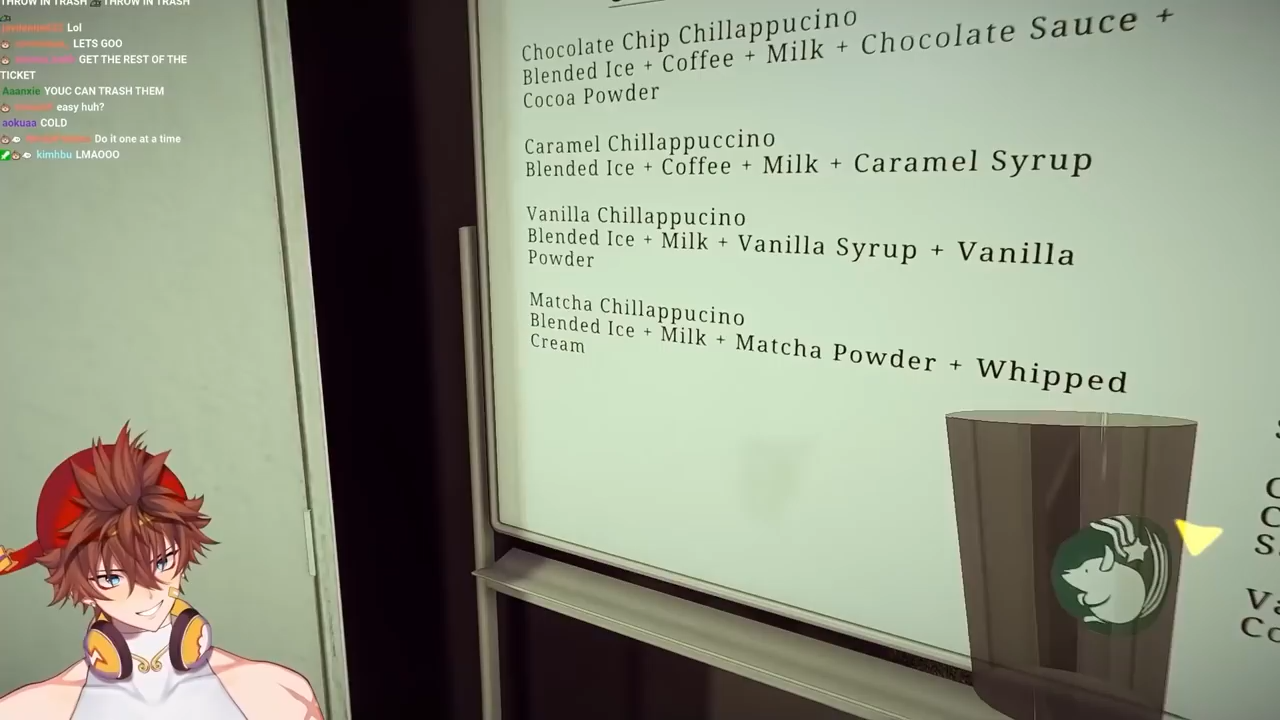 THROW IN TRASH THROW IN TRASH
Lol
LETS GOO
GET THE REST OF THE
TICKET
Aaanxie YOUC CAN TRASH THEM
easy huh?
aokuaa COLD
Do it one at a time
kimhbu LMAOOO
Chocolate Chip Chillappucino
Blended Ice + Coffee + Milk + Chocolate Sauce +
Cocoa Powder
Caramel Chillappuccino
Blended Ice + Coffee + Milk + Caramel Syrup
Vanilla Chillappucino
Blended Ice + Milk + Vanilla Syrup + Vanilla
Powder
Matcha Chillappucino
Blended Ice + Milk + Matcha Powder + Whipped
Cream